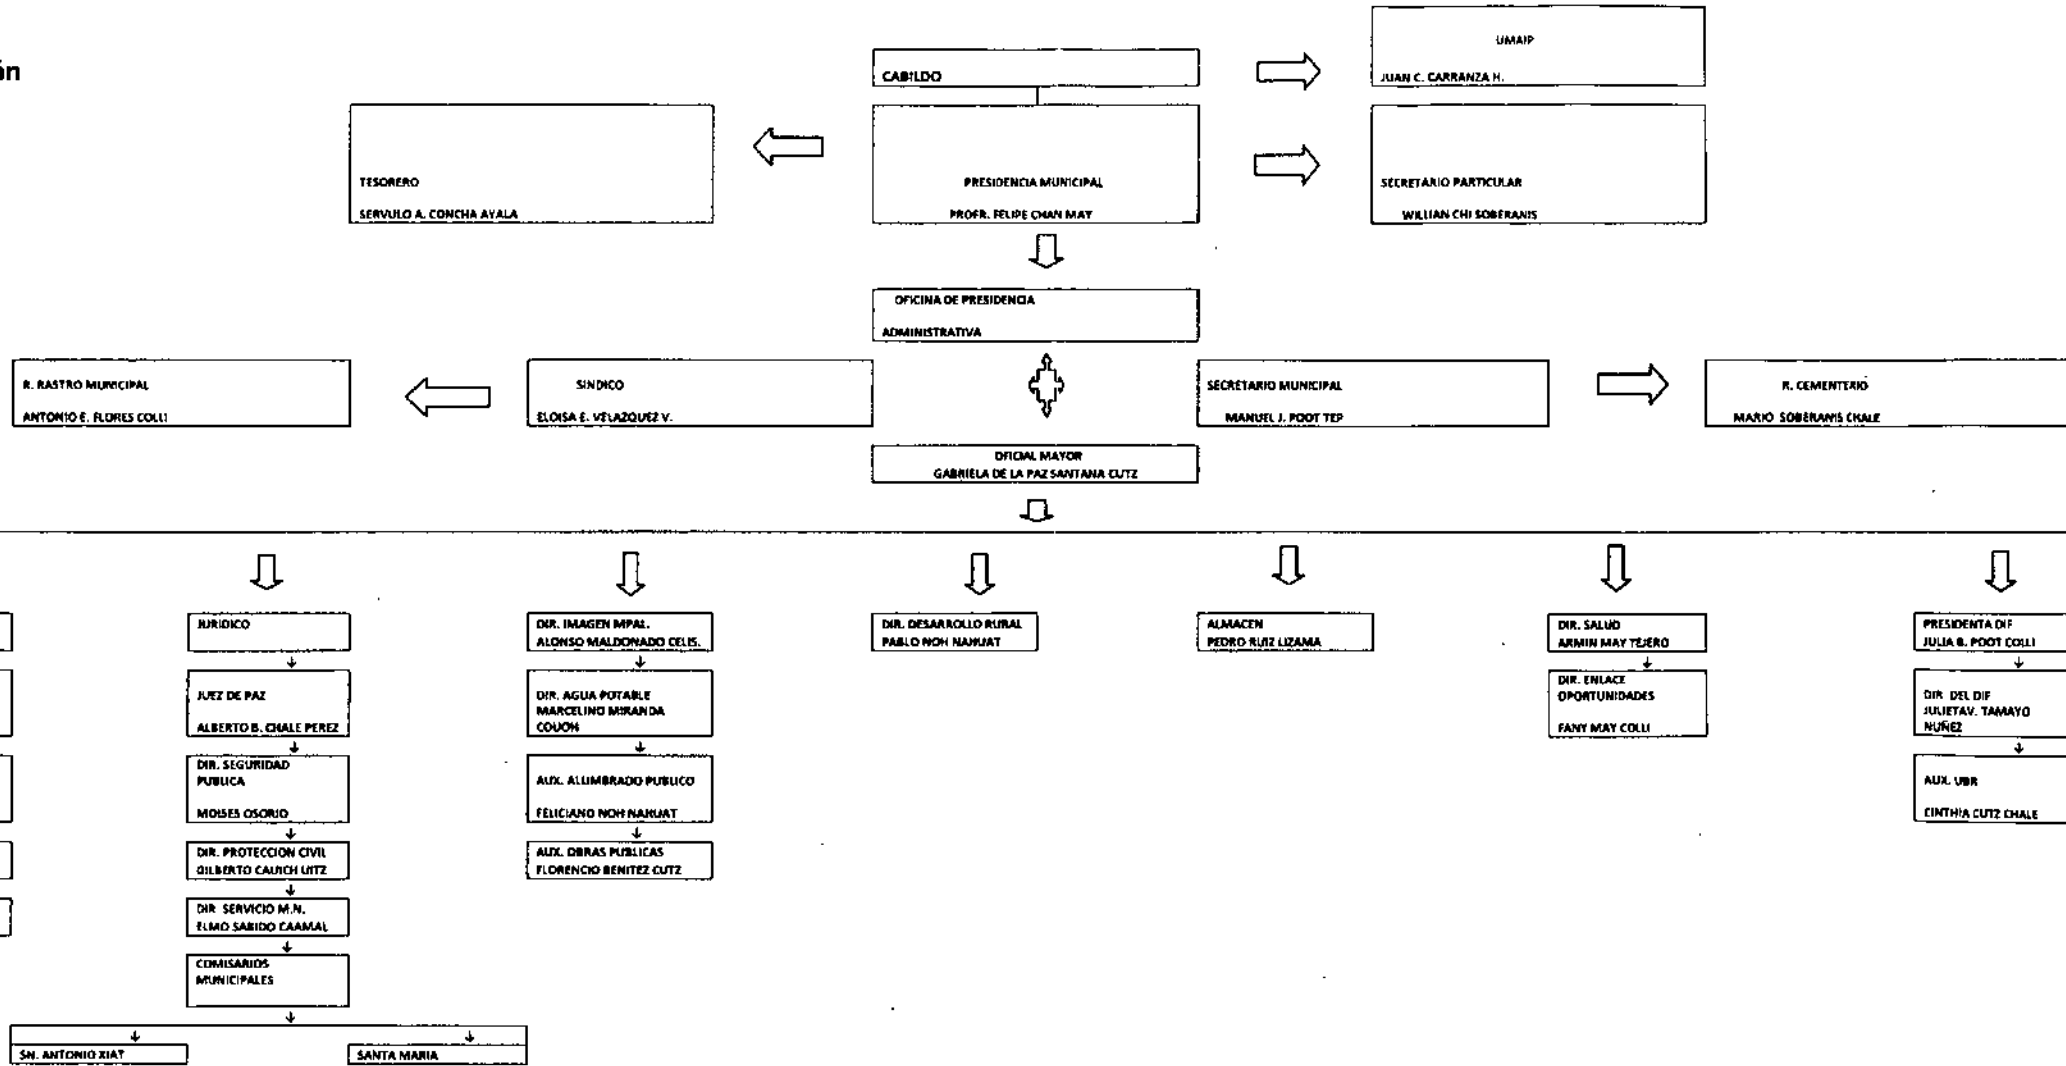 ón
UMAIP
JUAN C. CARRANZA H.
CABILDO
TESORERO
SERVULO A. CONCHA AYALA
PRESIDENCIA MUNICIPAL
PROFR. FELIPE CHAN MAY
SECRETARIO PARTICULAR
WILLIAN CHI SOBERANIS
OFICINA DE PRESIDENCIA
ADMINISTRATIVA
R. RASTRO MUNICIPAL
ANTONIO E. FLORES COLLI
SINDICO
ELOISA E. VELAZQUEZ V.
SECRETARIO MUNICIPAL
MANUEL J. POOT TEP
R. CEMENTERIO
MARIO SOBERANIS CHALE
OFICIAL MAYOR
GABRIELA DE LA PAZ SANTANA CUTZ
JURIDICO
JUEZ DE PAZ
ALBERTO B. CHALE PEREZ
DIR. SEGURIDAD
PUBLICA
MOISES OSORIO
DIR. PROTECCION CIVIL
GILBERTO CAUICH UITZ
DIR SERVICIO M.N.
ELMO SABIDO CAAMAL
COMISARIOS
MUNICIPALES
SN. ANTONIO XIAT
SANTA MARIA
DIR. IMAGEN MPAL.
ALONSO MALDONADO CELIS.
DIR. AGUA POTABLE
MARCELINO MIRANDA
COUOH
AUX. ALUMBRADO PUBLICO
FELICIANO NOH NAHUAT
AUX. OBRAS PUBLICAS
FLORENCIO BENITEZ CUTZ
DIR. DESARROLLO RURAL
PABLO NOH NAHUAT
ALMACEN
PEDRO RUIZ LIZAMA
DIR. SALUD
ARMIN MAY TEJERO
DIR. ENLACE
OPORTUNIDADES
FANY MAY COLLI
PRESIDENTA DIF
JULIA B. POOT COLLI
DIR DEL DIF
JULIETAV. TAMAYO
NUÑEZ
AUX. UBR
CINTHIA CUTZ CHALE